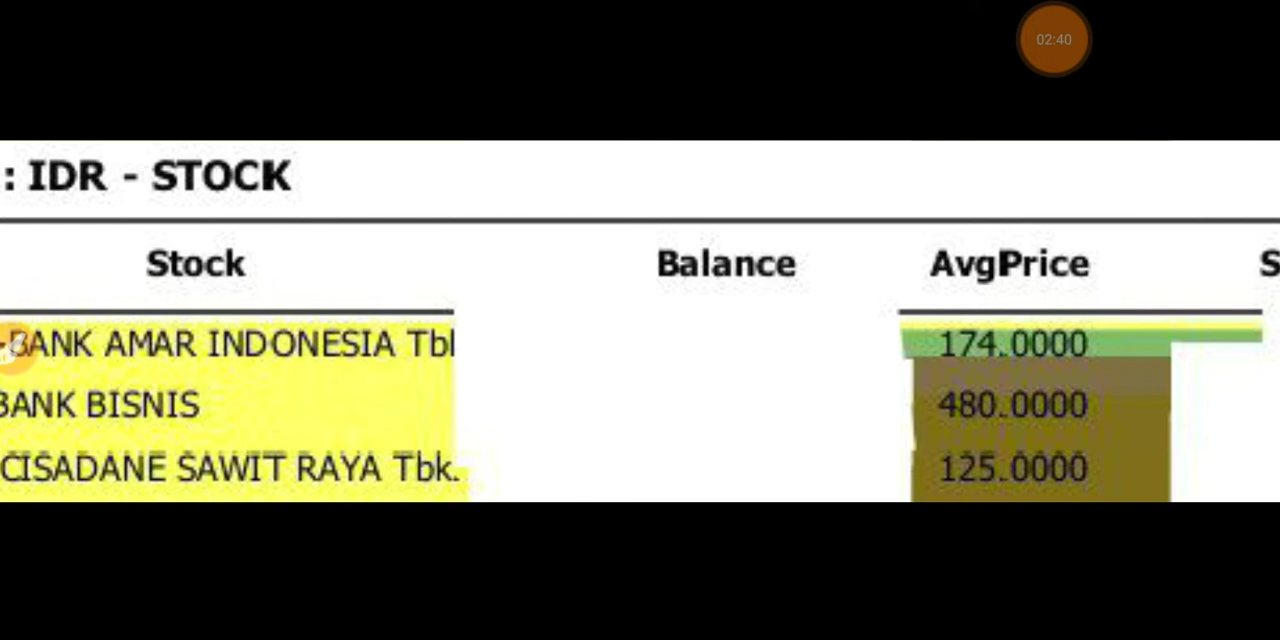 02:40
: IDR - STOCK
Stock Balance AvgPrice S
BANK AMAR INDONESIA Tbk 174.0000
BANK BISNIS 480.0000
CISADANE SAWIT RAYA Tbk. 125.0000